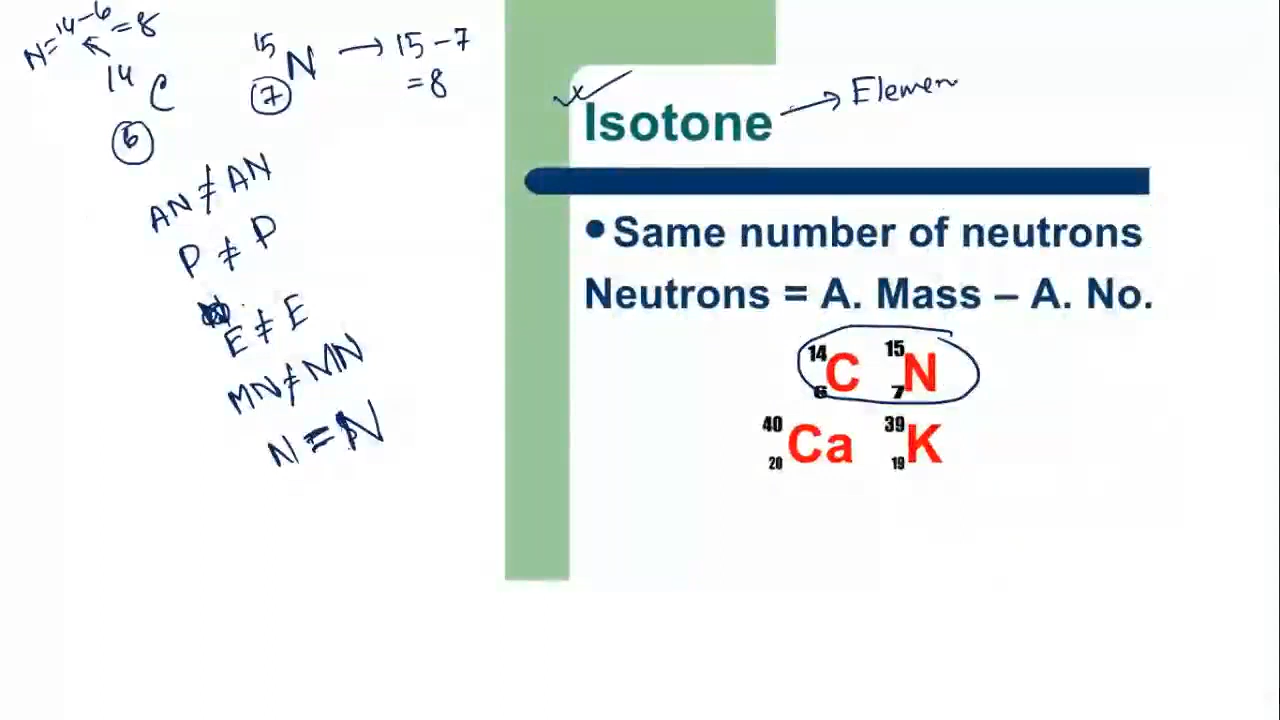 N=14-6=8
14 C 6
15 N 7 → 15-7
=8
AN ≠ AN
P ≠ P
E ≠ E
MN ≠ MN
N = N
Isotone → Elemen
• Same number of neutrons
Neutrons = A. Mass – A. No.
14 6 C 15 7 N
40 20 Ca 39 19 K